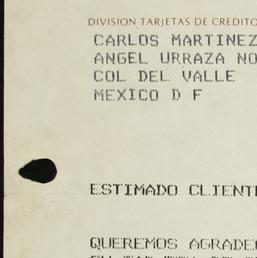 DIVISION TARJETAS DE CREDITO
CARLOS MARTINEZ
ANGEL URRAZA NO
COL DEL VALLE
MEXICO D F
ESTIMADO CLIENT
QUEREMOS AGRADE